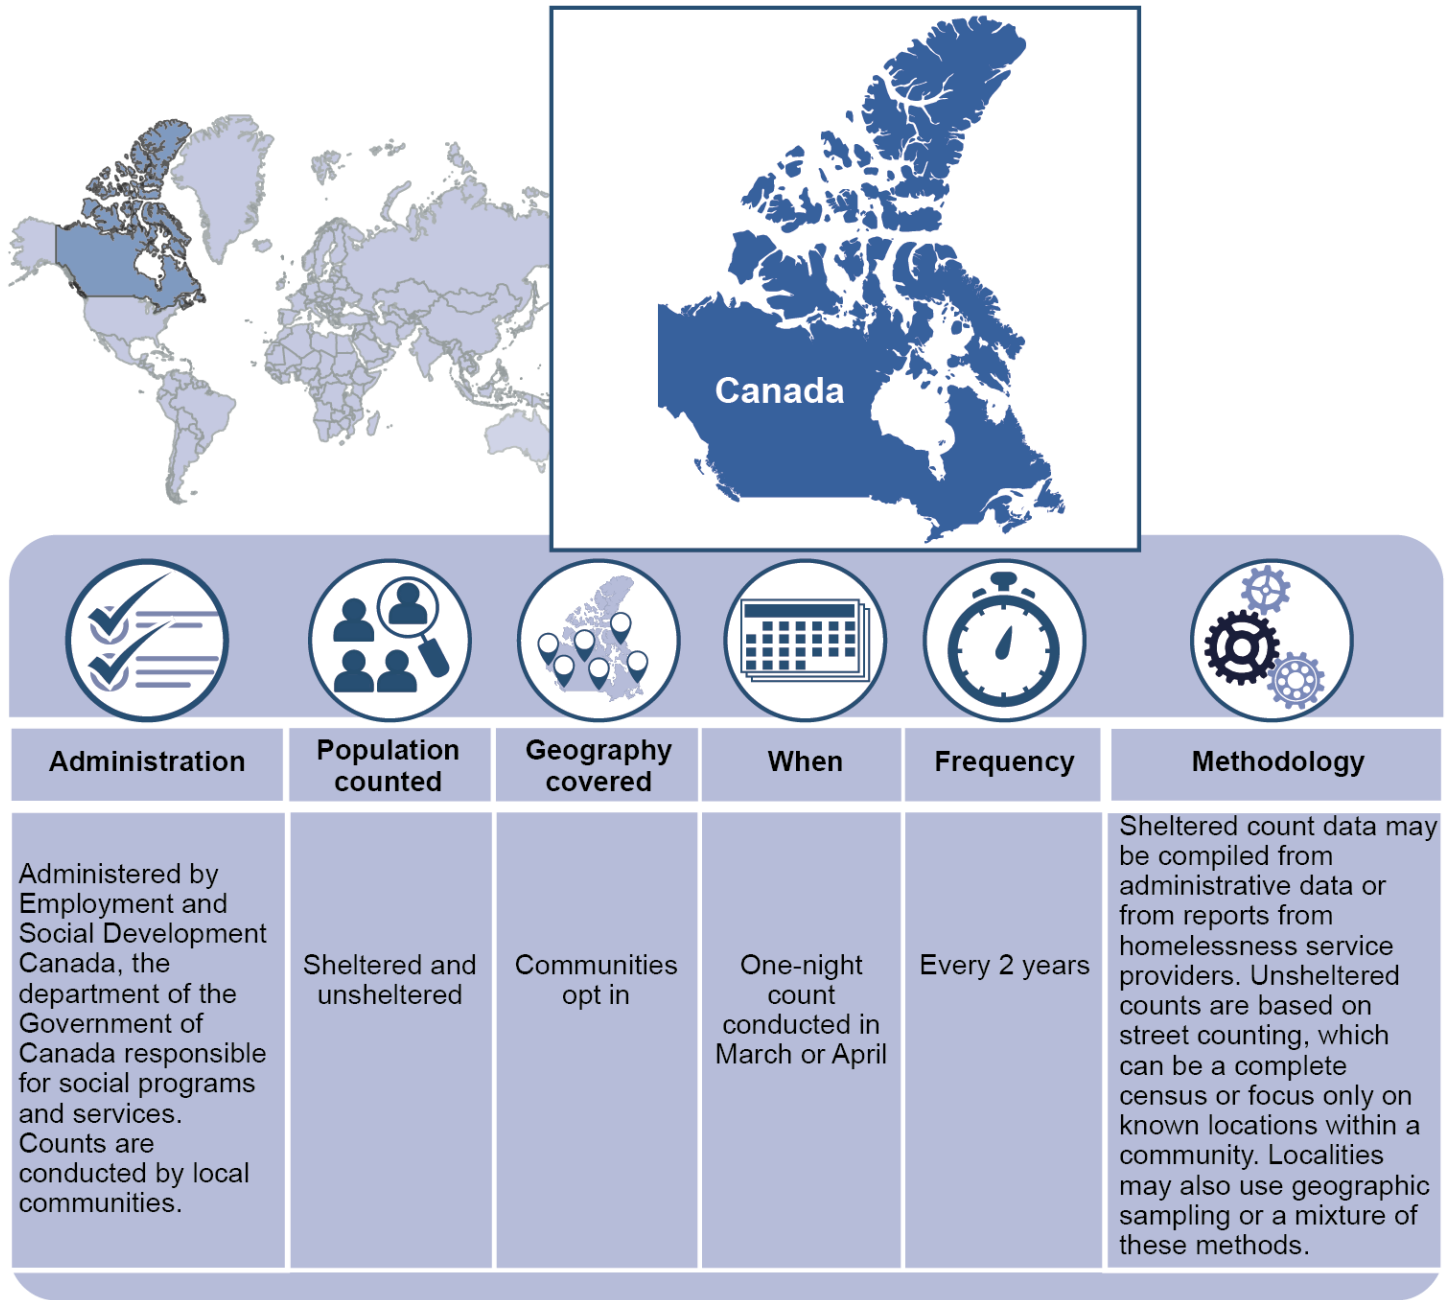 Canada
Administration
Population
counted
Geography
covered
When
Frequency
Methodology
Administered by
Employment and
Social Development
Canada, the
department of the
Government of
Canada responsible
for social programs
and services.
Counts are
conducted by local
communities.
Sheltered and
unsheltered
Communities
opt in
One-night
count
conducted in
March or April
Every 2 years
Sheltered count data may
be compiled from
administrative data or
from reports from
homelessness service
providers. Unsheltered
counts are based on
street counting, which
can be a complete
census or focus only on
known locations within a
community. Localities
may also use geographic
sampling or a mixture of
these methods.